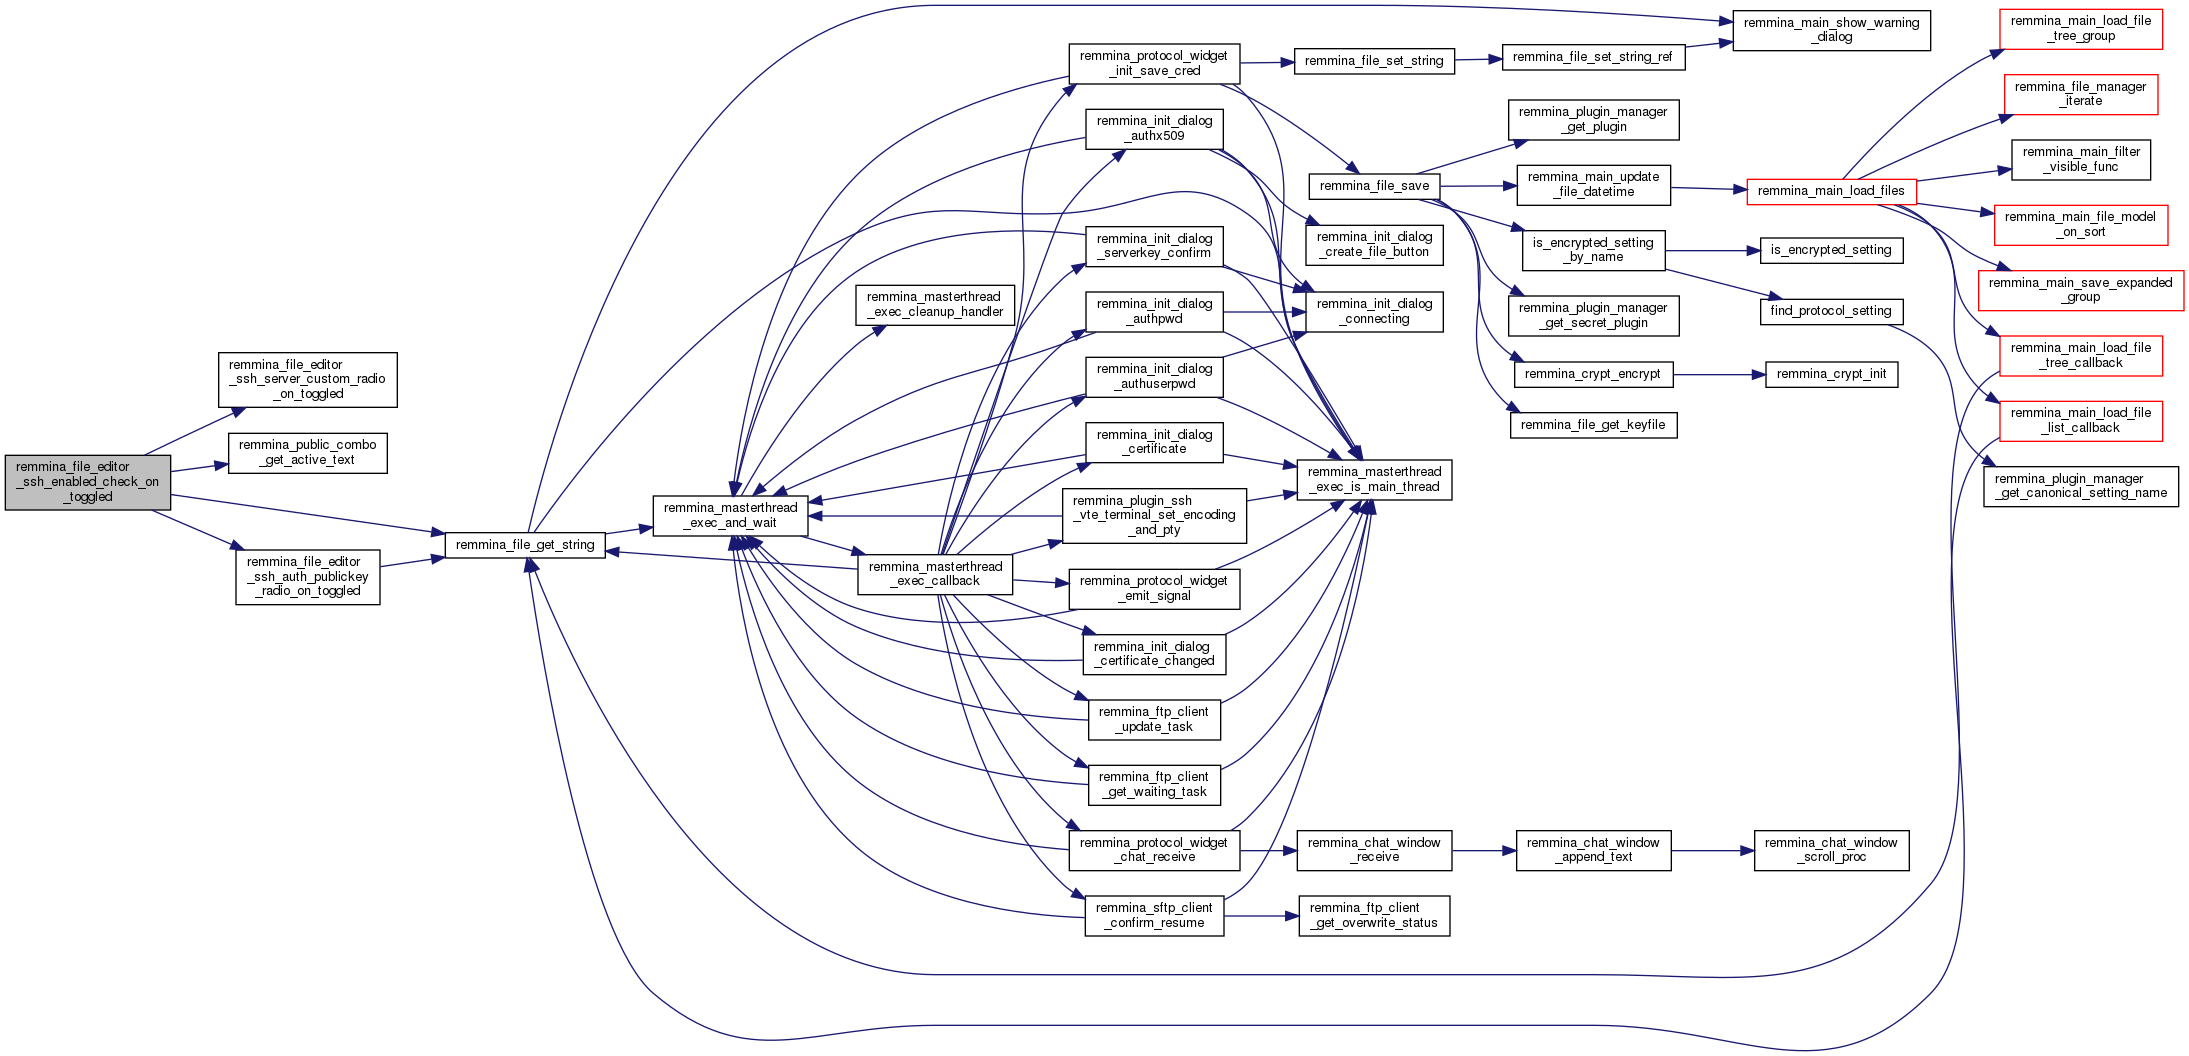 remmina_file_editor
_ssh_enabled_check_on
_toggled
remmina_file_editor
_ssh_server_custom_radio
_on_toggled
remmina_public_combo
_get_active_text
remmina_file_get_string
remmina_file_editor
_ssh_auth_publickey
_radio_on_toggled
remmina_masterthread
_exec_and_wait
remmina_masterthread
_exec_cleanup_handler
remmina_masterthread
_exec_callback
remmina_protocol_widget
_init_save_cred
remmina_init_dialog
_authx509
remmina_init_dialog
_serverkey_confirm
remmina_init_dialog
_authpwd
remmina_init_dialog
_authuserpwd
remmina_init_dialog
_certificate
remmina_plugin_ssh
_vte_terminal_set_encoding
_and_pty
remmina_protocol_widget
_emit_signal
remmina_init_dialog
_certificate_changed
remmina_ftp_client
_update_task
remmina_ftp_client
_get_waiting_task
remmina_protocol_widget
_chat_receive
remmina_sftp_client
_confirm_resume
remmina_file_set_string
remmina_file_save
remmina_init_dialog
_create_file_button
remmina_init_dialog
_connecting
remmina_masterthread
_exec_is_main_thread
remmina_chat_window
_receive
remmina_ftp_client
_get_overwrite_status
remmina_file_set_string_ref
remmina_plugin_manager
_get_plugin
remmina_main_update
_file_datetime
is_encrypted_setting
_by_name
remmina_plugin_manager
_get_secret_plugin
remmina_crypt_encrypt
remmina_file_get_keyfile
remmina_chat_window
_append_text
remmina_main_show_warning
_dialog
remmina_main_load_files
is_encrypted_setting
find_protocol_setting
remmina_crypt_init
remmina_chat_window
_scroll_proc
remmina_main_load_file
_tree_group
remmina_file_manager
_iterate
remmina_main_filter
_visible_func
remmina_main_file_model
_on_sort
remmina_main_save_expanded
_group
remmina_main_load_file
_tree_callback
remmina_main_load_file
_list_callback
remmina_plugin_manager
_get_canonical_setting_name